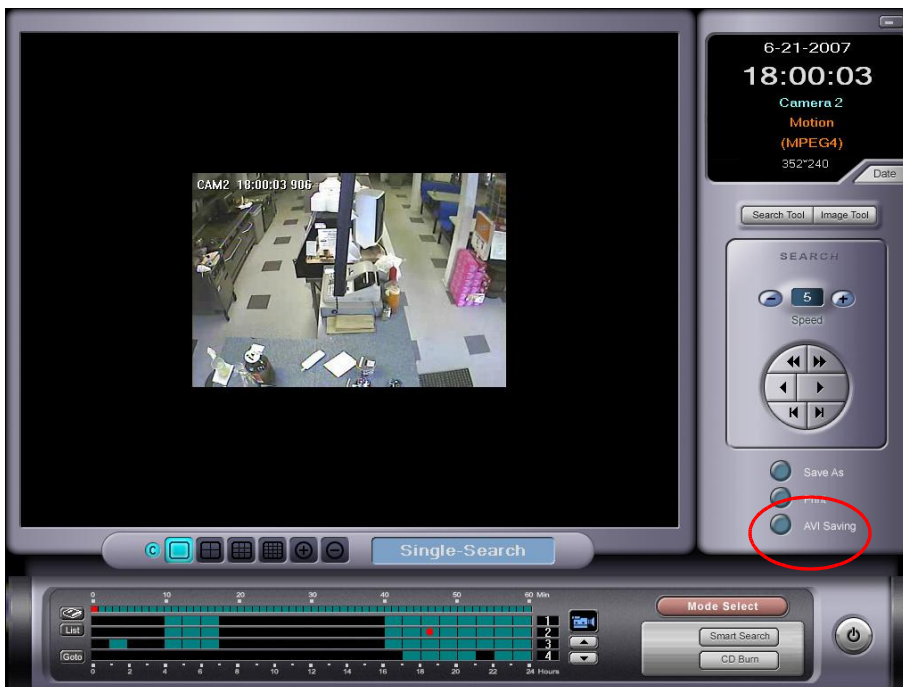 6-21-2007
18:00:03
Camera 2
Motion
(MPEG4)
352*240
Date
CAM2 18:00:03 906
Search Tool Image Tool
SEARCH
- 5 +
Speed
Save As
Print
AVI Saving
C
Single-Search
0 10 20 30 40 50 60 Min
List
Goto
1
2
3
4
0 2 4 6 8 10 12 14 16 18 20 22 24 Hours
Mode Select
Smart Search
CD Burn